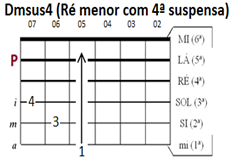 Dmsus4 (Ré menor com 4ª suspensa)
07 06 05 04 03 02
MI (6ª)
P LÁ (5ª)
RÉ (4ª)
i 4 SOL (3ª)
m 3 SI (2ª)
a 1 mi (1ª)